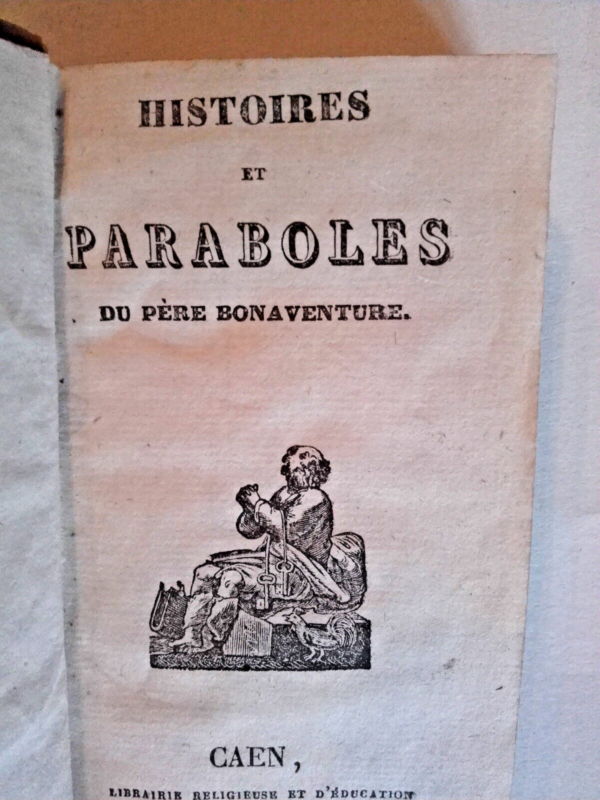 HISTOIRES
ET
PARABOLES
DU PÈRE BONAVENTURE.
CAEN,
LIBRAIRIE RELIGIEUSE ET D'ÉDUCATION